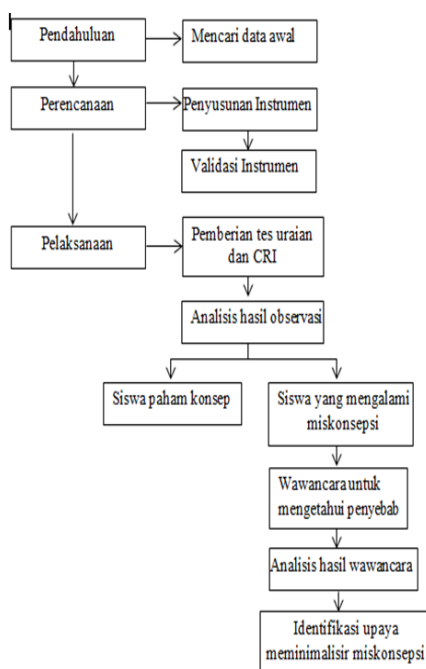 Pendahuluan
Mencari data awal
Perencanaan
Penyusunan Instrumen
Validasi Instrumen
Pelaksanaan
Pemberian tes uraian
dan CRI
Analisis hasil observasi
Siswa paham konsep
Siswa yang mengalami
miskonsepsi
Wawancara untuk
mengetahui penyebab
Analisis hasil wawancara
Identifikasi upaya
meminimalisir miskonsepsi